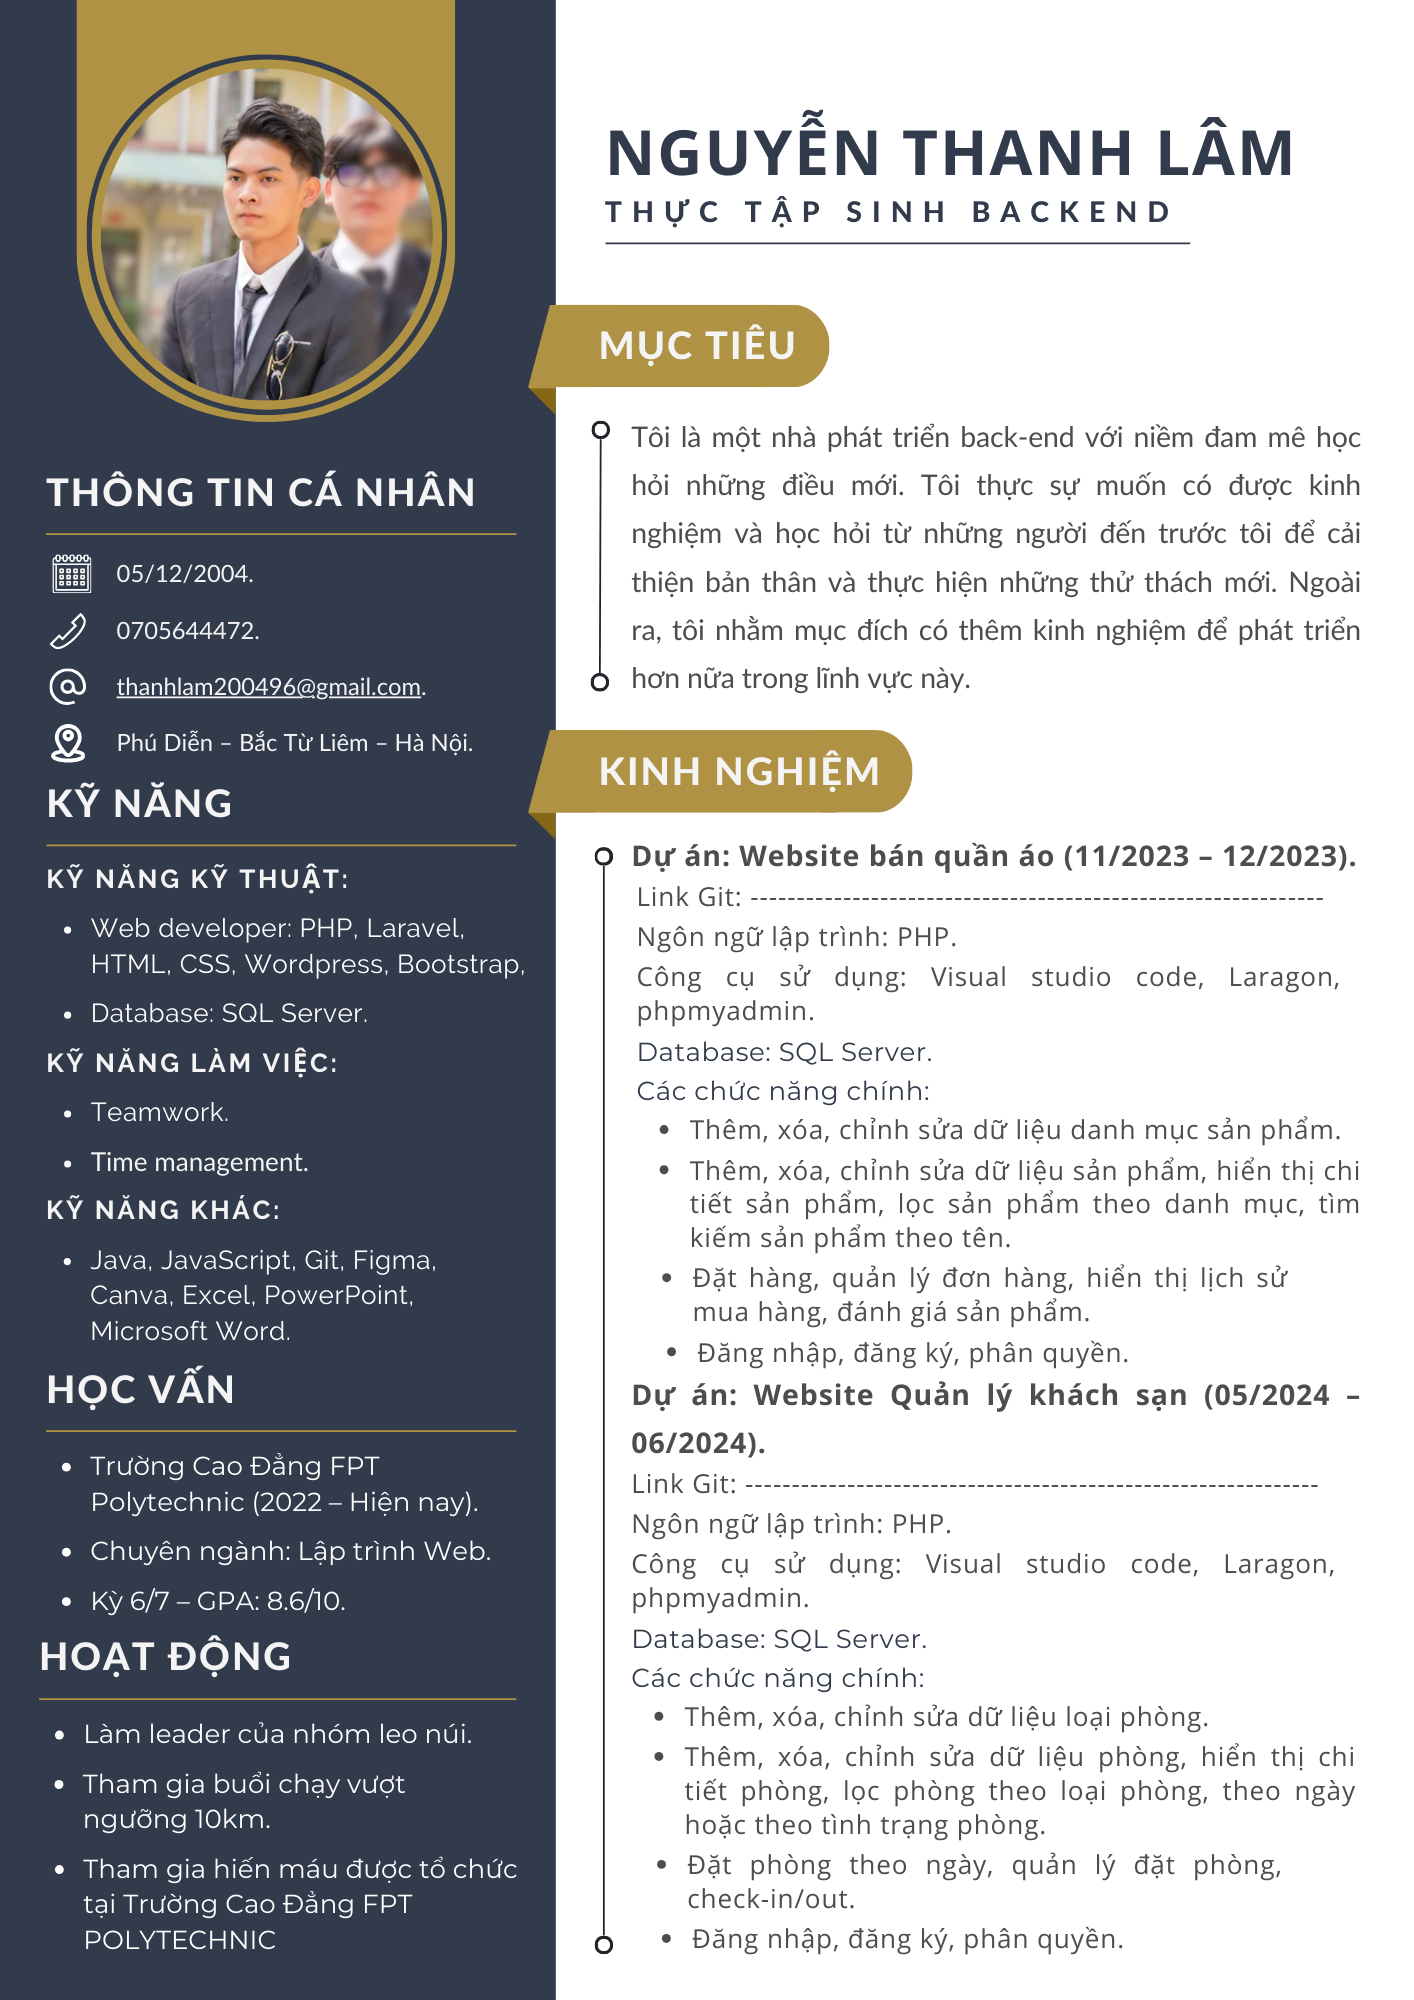 NGUYỄN THANH LÂM
THỰC TẬP SINH BACKEND
THÔNG TIN CÁ NHÂN
05/12/2004.
0705644472.
thanhlam200496@gmail.com.
Phú Diễn – Bắc Từ Liêm – Hà Nội.
KỸ NĂNG
KỸ NĂNG KỸ THUẬT:
• Web developer: PHP, Laravel,
HTML, CSS, Wordpress, Bootstrap,
• Database: SQL Server.
KỸ NĂNG LÀM VIỆC:
• Teamwork.
• Time management.
KỸ NĂNG KHÁC:
• Java, JavaScript, Git, Figma,
Canva, Excel, PowerPoint,
Microsoft Word.
HỌC VẤN
• Trường Cao Đẳng FPT
Polytechnic (2022 – Hiện nay).
• Chuyên ngành: Lập trình Web.
• Kỳ 6/7 – GPA: 8.6/10.
HOẠT ĐỘNG
• Làm leader của nhóm leo núi.
• Tham gia buổi chạy vượt
ngưỡng 10km.
• Tham gia hiến máu được tổ chức
tại Trường Cao Đẳng FPT
POLYTECHNIC
MỤC TIÊU
Tôi là một nhà phát triển back-end với niềm đam mê học
hỏi những điều mới. Tôi thực sự muốn có được kinh
nghiệm và học hỏi từ những người đến trước tôi để cải
thiện bản thân và thực hiện những thử thách mới. Ngoài
ra, tôi nhằm mục đích có thêm kinh nghiệm để phát triển
hơn nữa trong lĩnh vực này.
KINH NGHIỆM
Dự án: Website bán quần áo (11/2023 – 12/2023).
Link Git: --------------------------------------------------------------
Ngôn ngữ lập trình: PHP.
Công cụ sử dụng: Visual studio code, Laragon,
phpmyadmin.
Database: SQL Server.
Các chức năng chính:
• Thêm, xóa, chỉnh sửa dữ liệu danh mục sản phẩm.
• Thêm, xóa, chỉnh sửa dữ liệu sản phẩm, hiển thị chi
tiết sản phẩm, lọc sản phẩm theo danh mục, tìm
kiếm sản phẩm theo tên.
• Đặt hàng, quản lý đơn hàng, hiển thị lịch sử
mua hàng, đánh giá sản phẩm.
• Đăng nhập, đăng ký, phân quyền.
Dự án: Website Quản lý khách sạn (05/2024 –
06/2024).
Link Git: --------------------------------------------------------------
Ngôn ngữ lập trình: PHP.
Công cụ sử dụng: Visual studio code, Laragon,
phpmyadmin.
Database: SQL Server.
Các chức năng chính:
• Thêm, xóa, chỉnh sửa dữ liệu loại phòng.
• Thêm, xóa, chỉnh sửa dữ liệu phòng, hiển thị chi
tiết phòng, lọc phòng theo loại phòng, theo ngày
hoặc theo tình trạng phòng.
• Đặt phòng theo ngày, quản lý đặt phòng,
check-in/out.
• Đăng nhập, đăng ký, phân quyền.